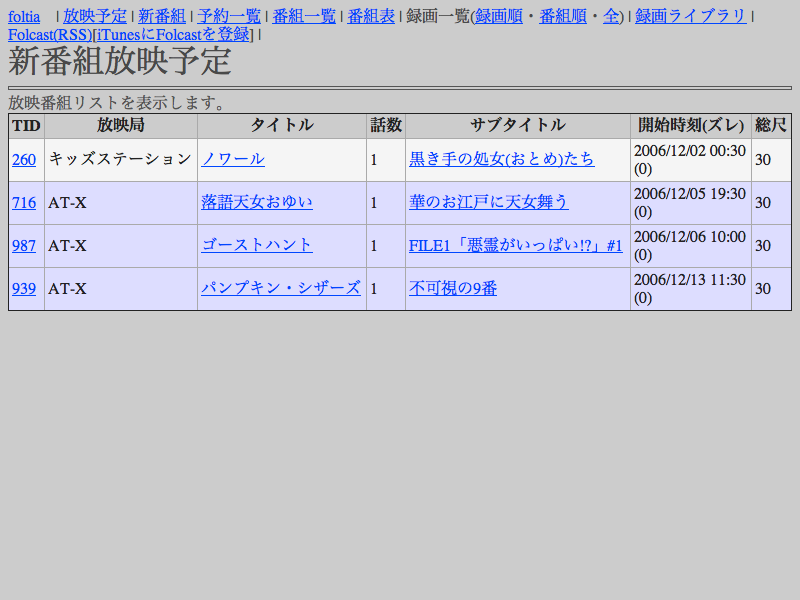 foltia　| 放映予定 | 新番組 | 予約一覧 | 番組一覧 | 番組表 | 録画一覧(録画順・番組順・全) | 録画ライブラリ |
Folcast(RSS)[iTunesにFolcastを登録] |
新番組放映予定
放映番組リストを表示します。
TID 放映局 タイトル 話数 サブタイトル 開始時刻(ズレ) 総尺
260 キッズステーション ノワール 1 黒き手の処女(おとめ)たち 2006/12/02 00:30 (0) 30
716 AT-X 落語天女おゆい 1 華のお江戸に天女舞う 2006/12/05 19:30 (0) 30
987 AT-X ゴーストハント 1 FILE1「悪霊がいっぱい!?」#1 2006/12/06 10:00 (0) 30
939 AT-X パンプキン・シザーズ 1 不可視の9番 2006/12/13 11:30 (0) 30